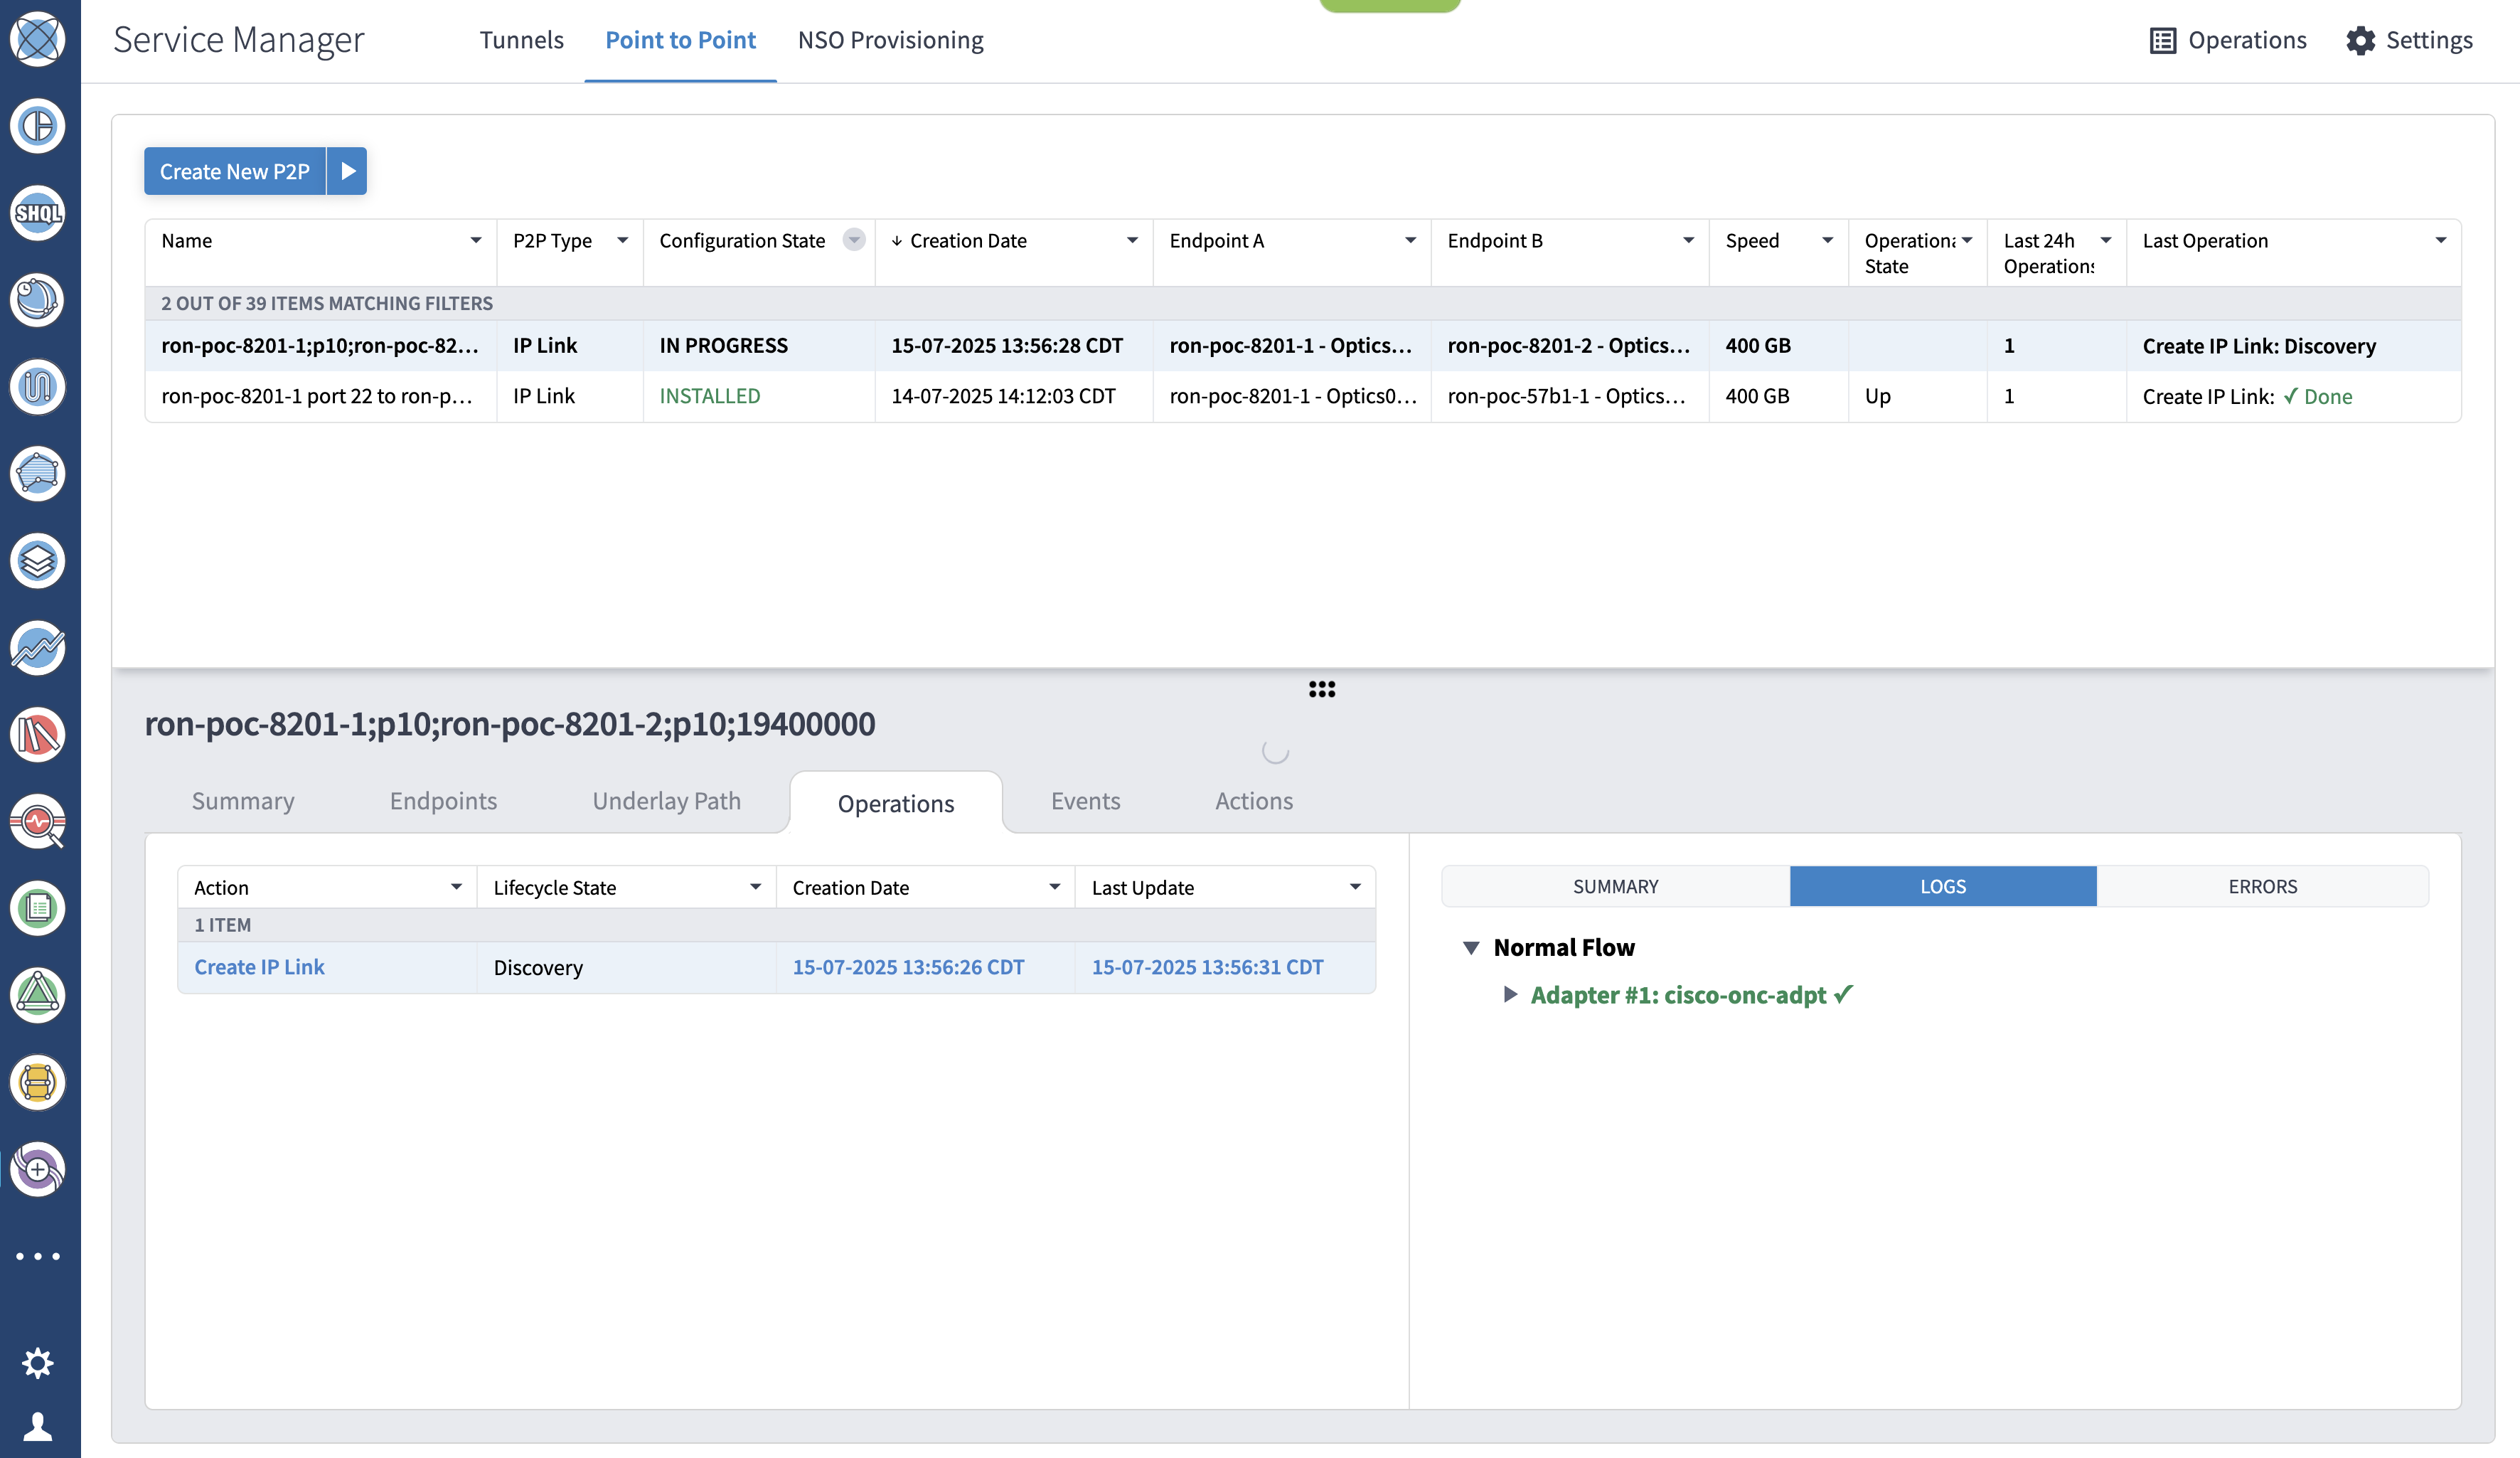 Service Manager
Tunnels
Point to Point
NSO Provisioning
Operations
Settings
SHQL
Create New P2P
Name
P2P Type
Configuration State
↓ Creation Date
Endpoint A
Endpoint B
Speed
Operationa
State
Last 24h
Operations
Last Operation
2 OUT OF 39 ITEMS MATCHING FILTERS
ron-poc-8201-1;p10;ron-poc-82... IP Link IN PROGRESS 15-07-2025 13:56:28 CDT ron-poc-8201-1 - Optics... ron-poc-8201-2 - Optics... 400 GB 1 Create IP Link: Discovery
ron-poc-8201-1 port 22 to ron-p... IP Link INSTALLED 14-07-2025 14:12:03 CDT ron-poc-8201-1 - Optics0... ron-poc-57b1-1 - Optics... 400 GB Up 1 Create IP Link: ✓ Done
ron-poc-8201-1;p10;ron-poc-8201-2;p10;19400000
Summary
Endpoints
Underlay Path
Operations
Events
Actions
Action Lifecycle State Creation Date Last Update
1 ITEM
Create IP Link Discovery 15-07-2025 13:56:26 CDT 15-07-2025 13:56:31 CDT
SUMMARY
LOGS
ERRORS
Normal Flow
Adapter #1: cisco-onc-adpt ✓